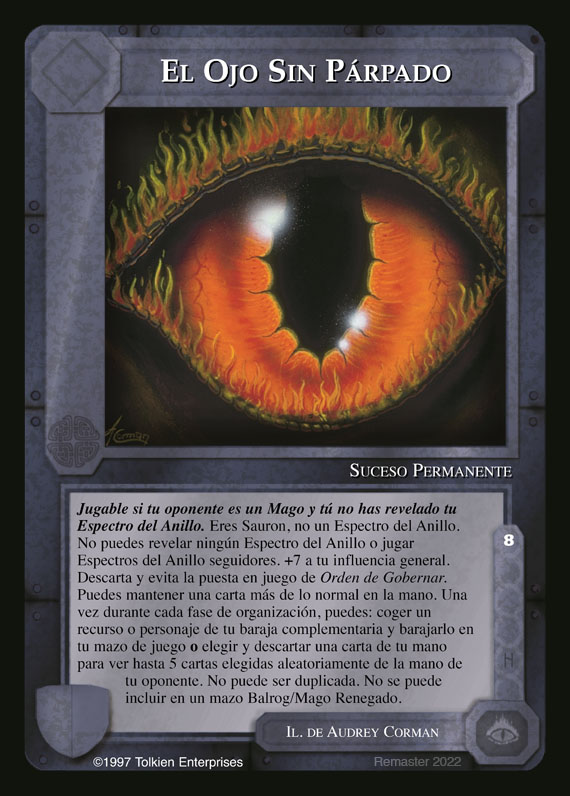 El Ojo Sin Párpado
ACorman
Suceso Permanente
Jugable si tu oponente es un Mago y tú no has revelado tu
Espectro del Anillo. Eres Sauron, no un Espectro del Anillo.
No puedes revelar ningún Espectro del Anillo o jugar
Espectros del Anillo seguidores. +7 a tu influencia general.
Descarta y evita la puesta en juego de Orden de Gobernar.
Puedes mantener una carta más de lo normal en la mano. Una
vez durante cada fase de organización, puedes: coger un
recurso o personaje de tu baraja complementaria y barajarlo en
tu mazo de juego o elegir y descartar una carta de tu mano
para ver hasta 5 cartas elegidas aleatoriamente de la mano de
tu oponente. No puede ser duplicada. No se puede
incluir en un mazo Balrog/Mago Renegado.
8
H
Il. de Audrey Corman
©1997 Tolkien Enterprises
Remaster 2022